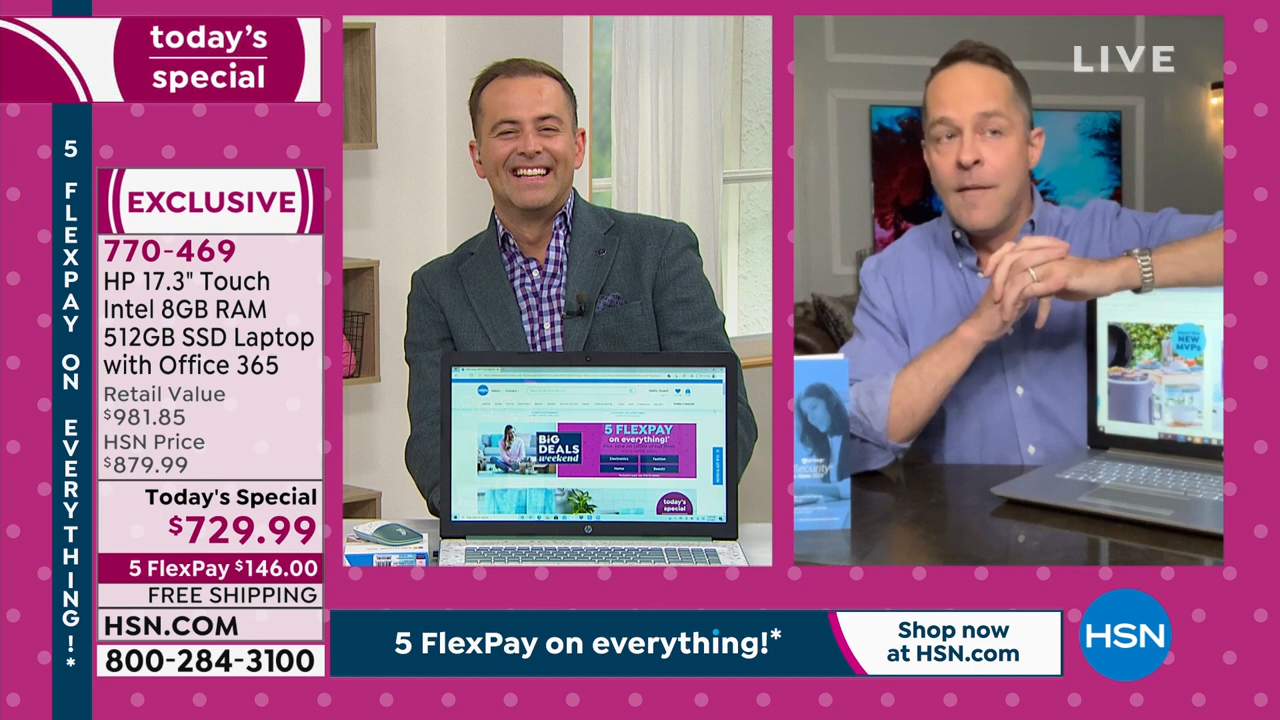 today's
special
LIVE
5 FLEXPAY ON EVERYTHING!*
EXCLUSIVE
770-469
HP 17.3" Touch
Intel 8GB RAM
512GB SSD Laptop
with Office 365
Retail Value
$981.85
HSN Price
$879.99
Today's Special
$729.99
5 FlexPay $146.00
FREE SHIPPING
HSN.COM
800-284-3100
HSN
BIG
DEALS
weekend
5 FLEXPAY
on everything!*
Electronics
Fashion
Home
Beauty
today's
special
hp
NEW
MVPs
Security
5 FlexPay on everything!*
Shop now
at HSN.com
HSN